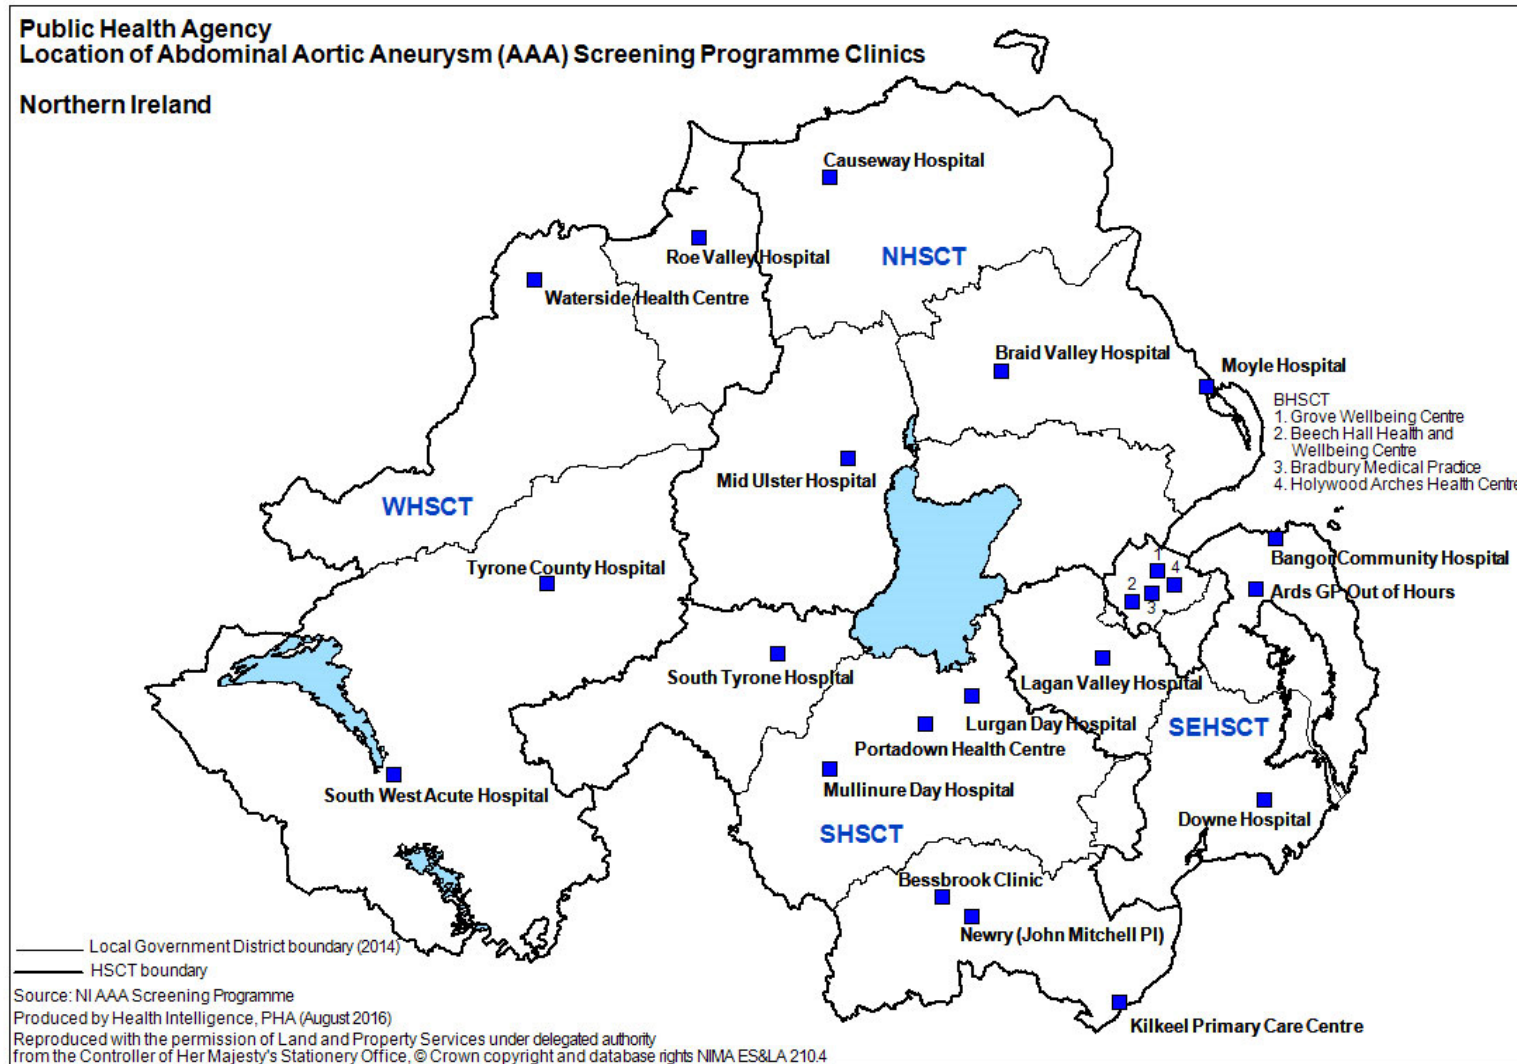 Public Health Agency
Location of Abdominal Aortic Aneurysm (AAA) Screening Programme Clinics
Northern Ireland
Causeway Hospital
Roe Valley Hospital
NHSCT
Waterside Health Centre
Braid Valley Hospital
Moyle Hospital
BHSCT
1. Grove Wellbeing Centre
2. Beech Hall Health and
Wellbeing Centre
3. Bradbury Medical Practice
4. Holywood Arches Health Centre
Mid Ulster Hospital
WHSCT
Bangor Community Hospital
1
4
2
3
Tyrone County Hospital
Ards GP Out of Hours
South Tyrone Hospital
Lagan Valley Hospital
Lurgan Day Hospital
SEHSCT
Portadown Health Centre
Mullinure Day Hospital
South West Acute Hospital
Downe Hospital
SHSCT
Bessbrook Clinic
Newry (John Mitchell Pl)
Kilkeel Primary Care Centre
Local Government District boundary (2014)
HSCT boundary
Source: NI AAA Screening Programme
Produced by Health Intelligence, PHA (August 2016)
Reproduced with the permission of Land and Property Services under delegated authority
from the Controller of Her Majesty's Stationery Office, © Crown copyright and database rights NIMA ES&LA 210.4